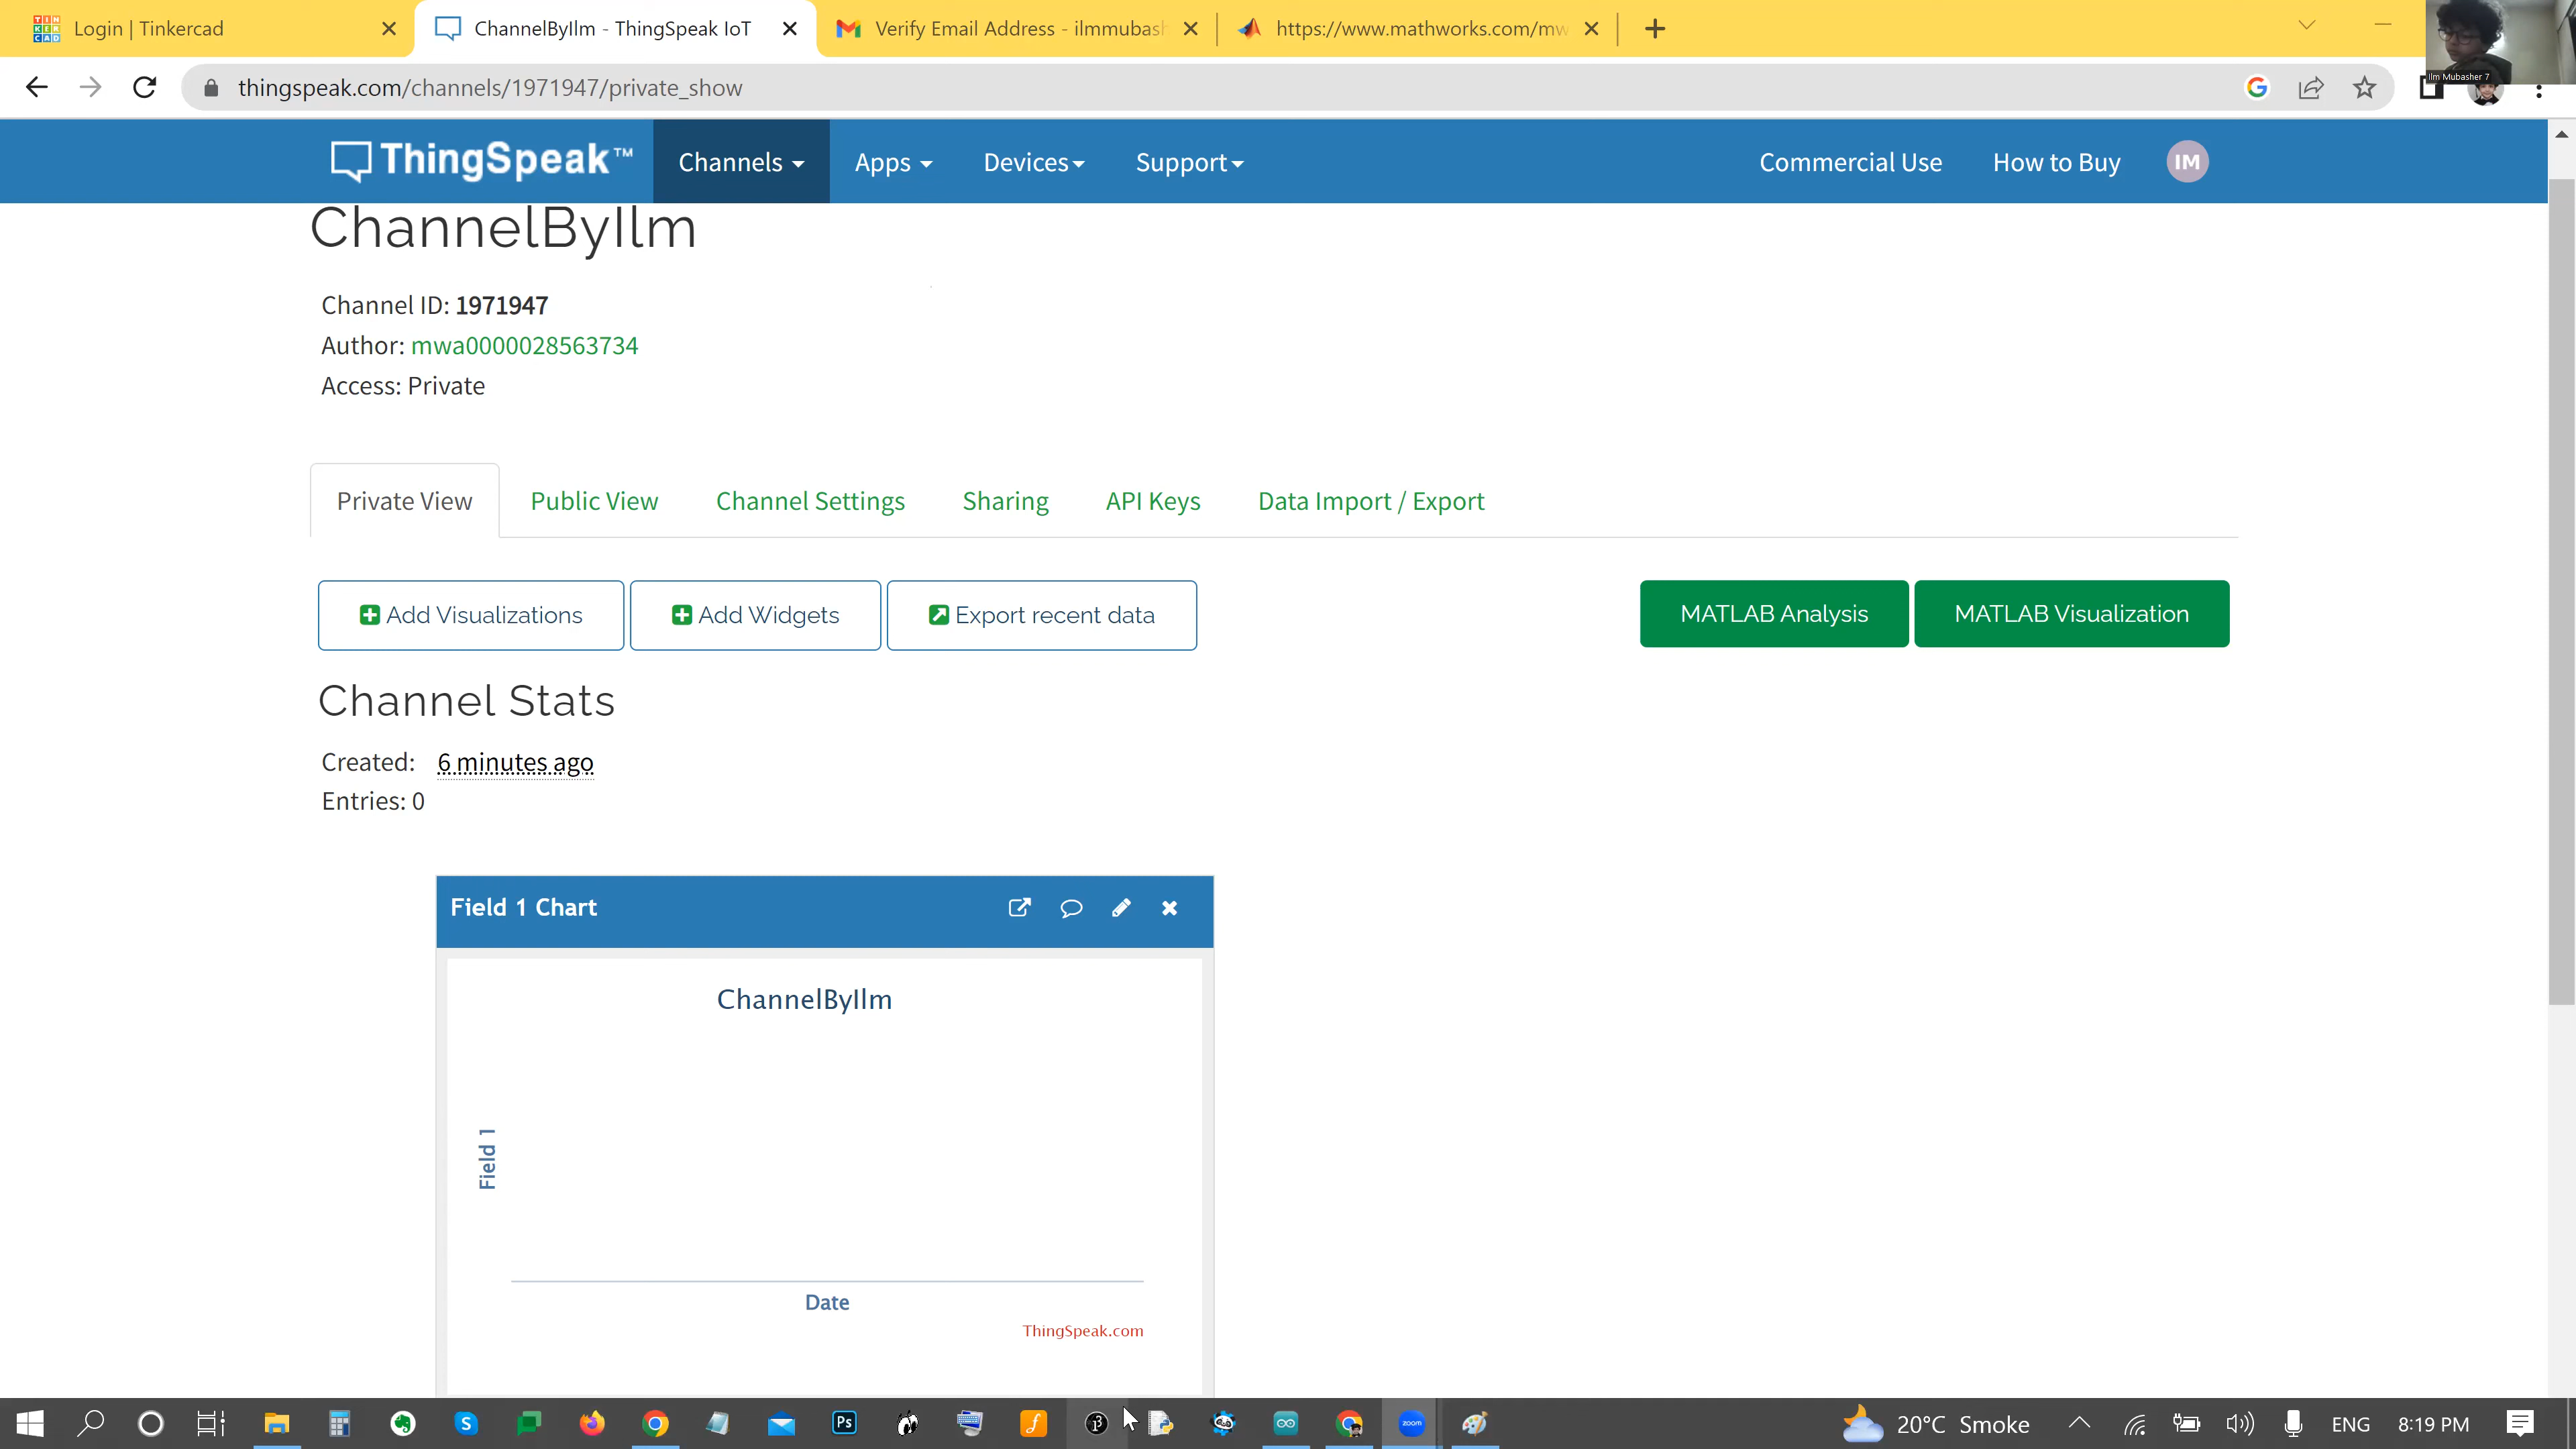 Login | Tinkercad
ChannelByIlm - ThingSpeak IoT
Verify Email Address - ilmmubash
https://www.mathworks.com/mw
Ilm Mubasher 7
thingspeak.com/channels/1971947/private_show
ThingSpeak™
Channels
Apps
Devices
Support
Commercial Use
How to Buy
IM
ChannelByIlm
Channel ID: 1971947
Author: mwa0000028563734
Access: Private
Private View
Public View
Channel Settings
Sharing
API Keys
Data Import / Export
Add Visualizations
Add Widgets
Export recent data
MATLAB Analysis
MATLAB Visualization
Channel Stats
Created: 6 minutes ago
Entries: 0
Field 1 Chart
ChannelByIlm
Field 1
Date
ThingSpeak.com
20°C Smoke
ENG
8:19 PM